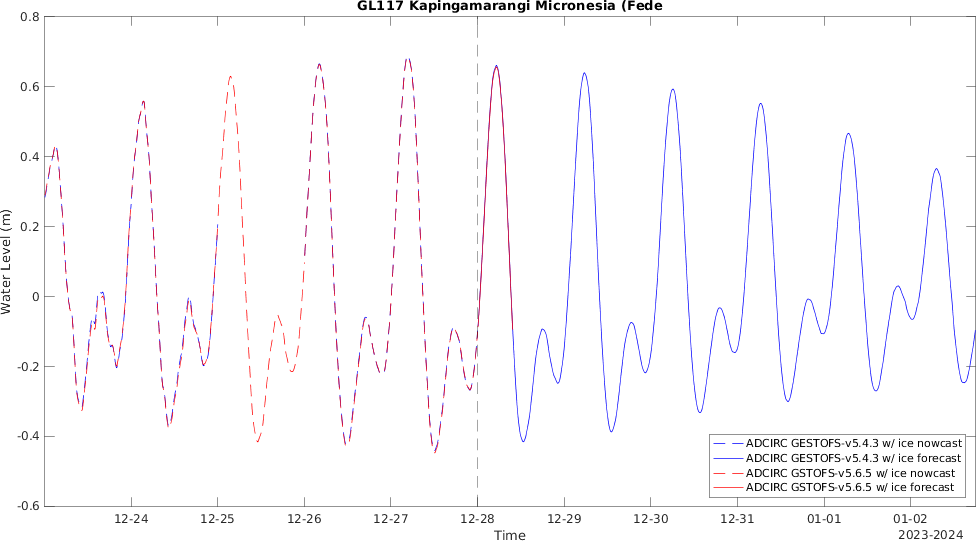 GL117 Kapingamarangi Micronesia (Fede
0.8
0.6
0.4
0.2
0
-0.2
-0.4
-0.6
Water Level (m)
12-24 12-25 12-26 12-27 12-28 12-29 12-30 12-31 01-01 01-02
Time
2023-2024
ADCIRC GESTOFS-v5.4.3 w/ ice nowcast
ADCIRC GESTOFS-v5.4.3 w/ ice forecast
ADCIRC GSTOFS-v5.6.5 w/ ice nowcast
ADCIRC GSTOFS-v5.6.5 w/ ice forecast